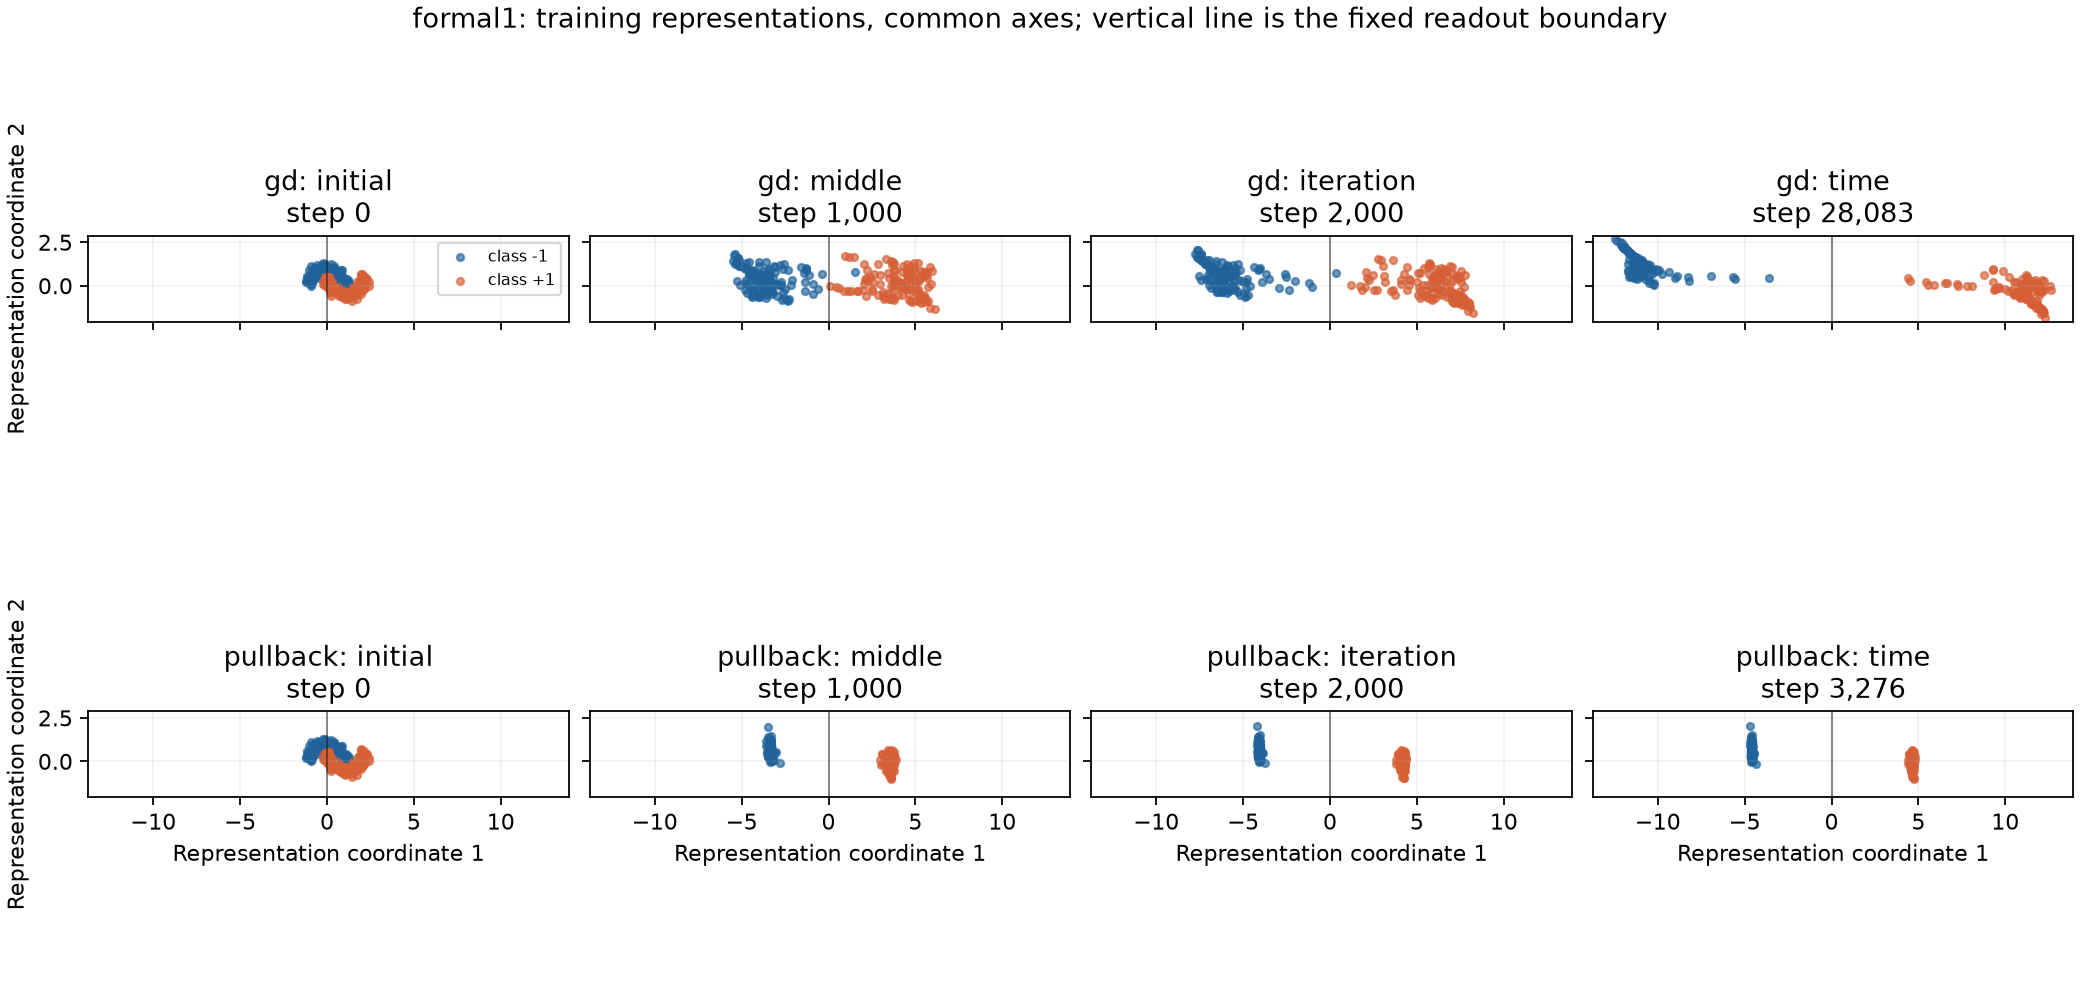 formal1: training representations, common axes; vertical line is the fixed readout boundary
gd: initial
step 0
gd: middle
step 1,000
gd: iteration
step 2,000
gd: time
step 28,083
Representation coordinate 2
2.5
0.0
class -1
class +1
pullback: initial
step 0
pullback: middle
step 1,000
pullback: iteration
step 2,000
pullback: time
step 3,276
Representation coordinate 2
2.5
0.0
−10 −5 0 5 10
−10 −5 0 5 10
−10 −5 0 5 10
−10 −5 0 5 10
Representation coordinate 1
Representation coordinate 1
Representation coordinate 1
Representation coordinate 1